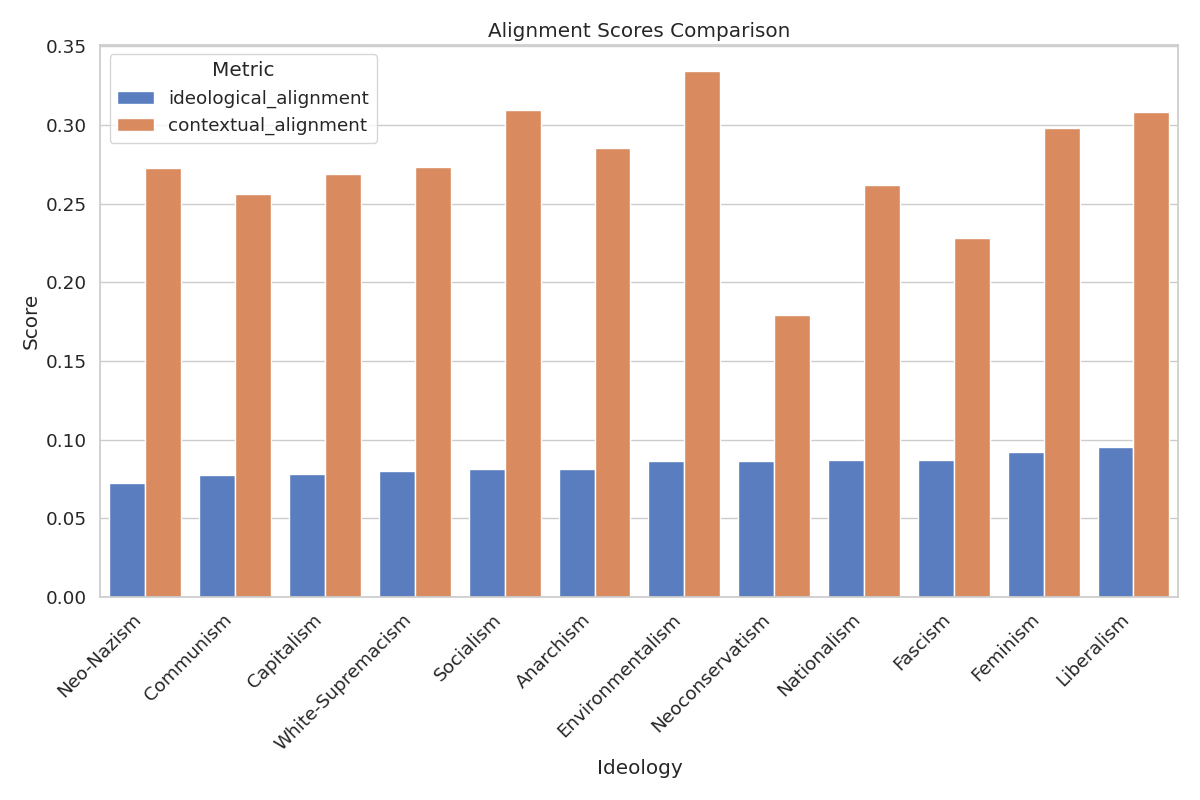 Alignment Scores Comparison
Metric
ideological_alignment
contextual_alignment
Score
0.35
0.30
0.25
0.20
0.15
0.10
0.05
0.00
Neo-Nazism
Communism
Capitalism
White-Supremacism
Socialism
Anarchism
Environmentalism
Neoconservatism
Nationalism
Fascism
Feminism
Liberalism
Ideology